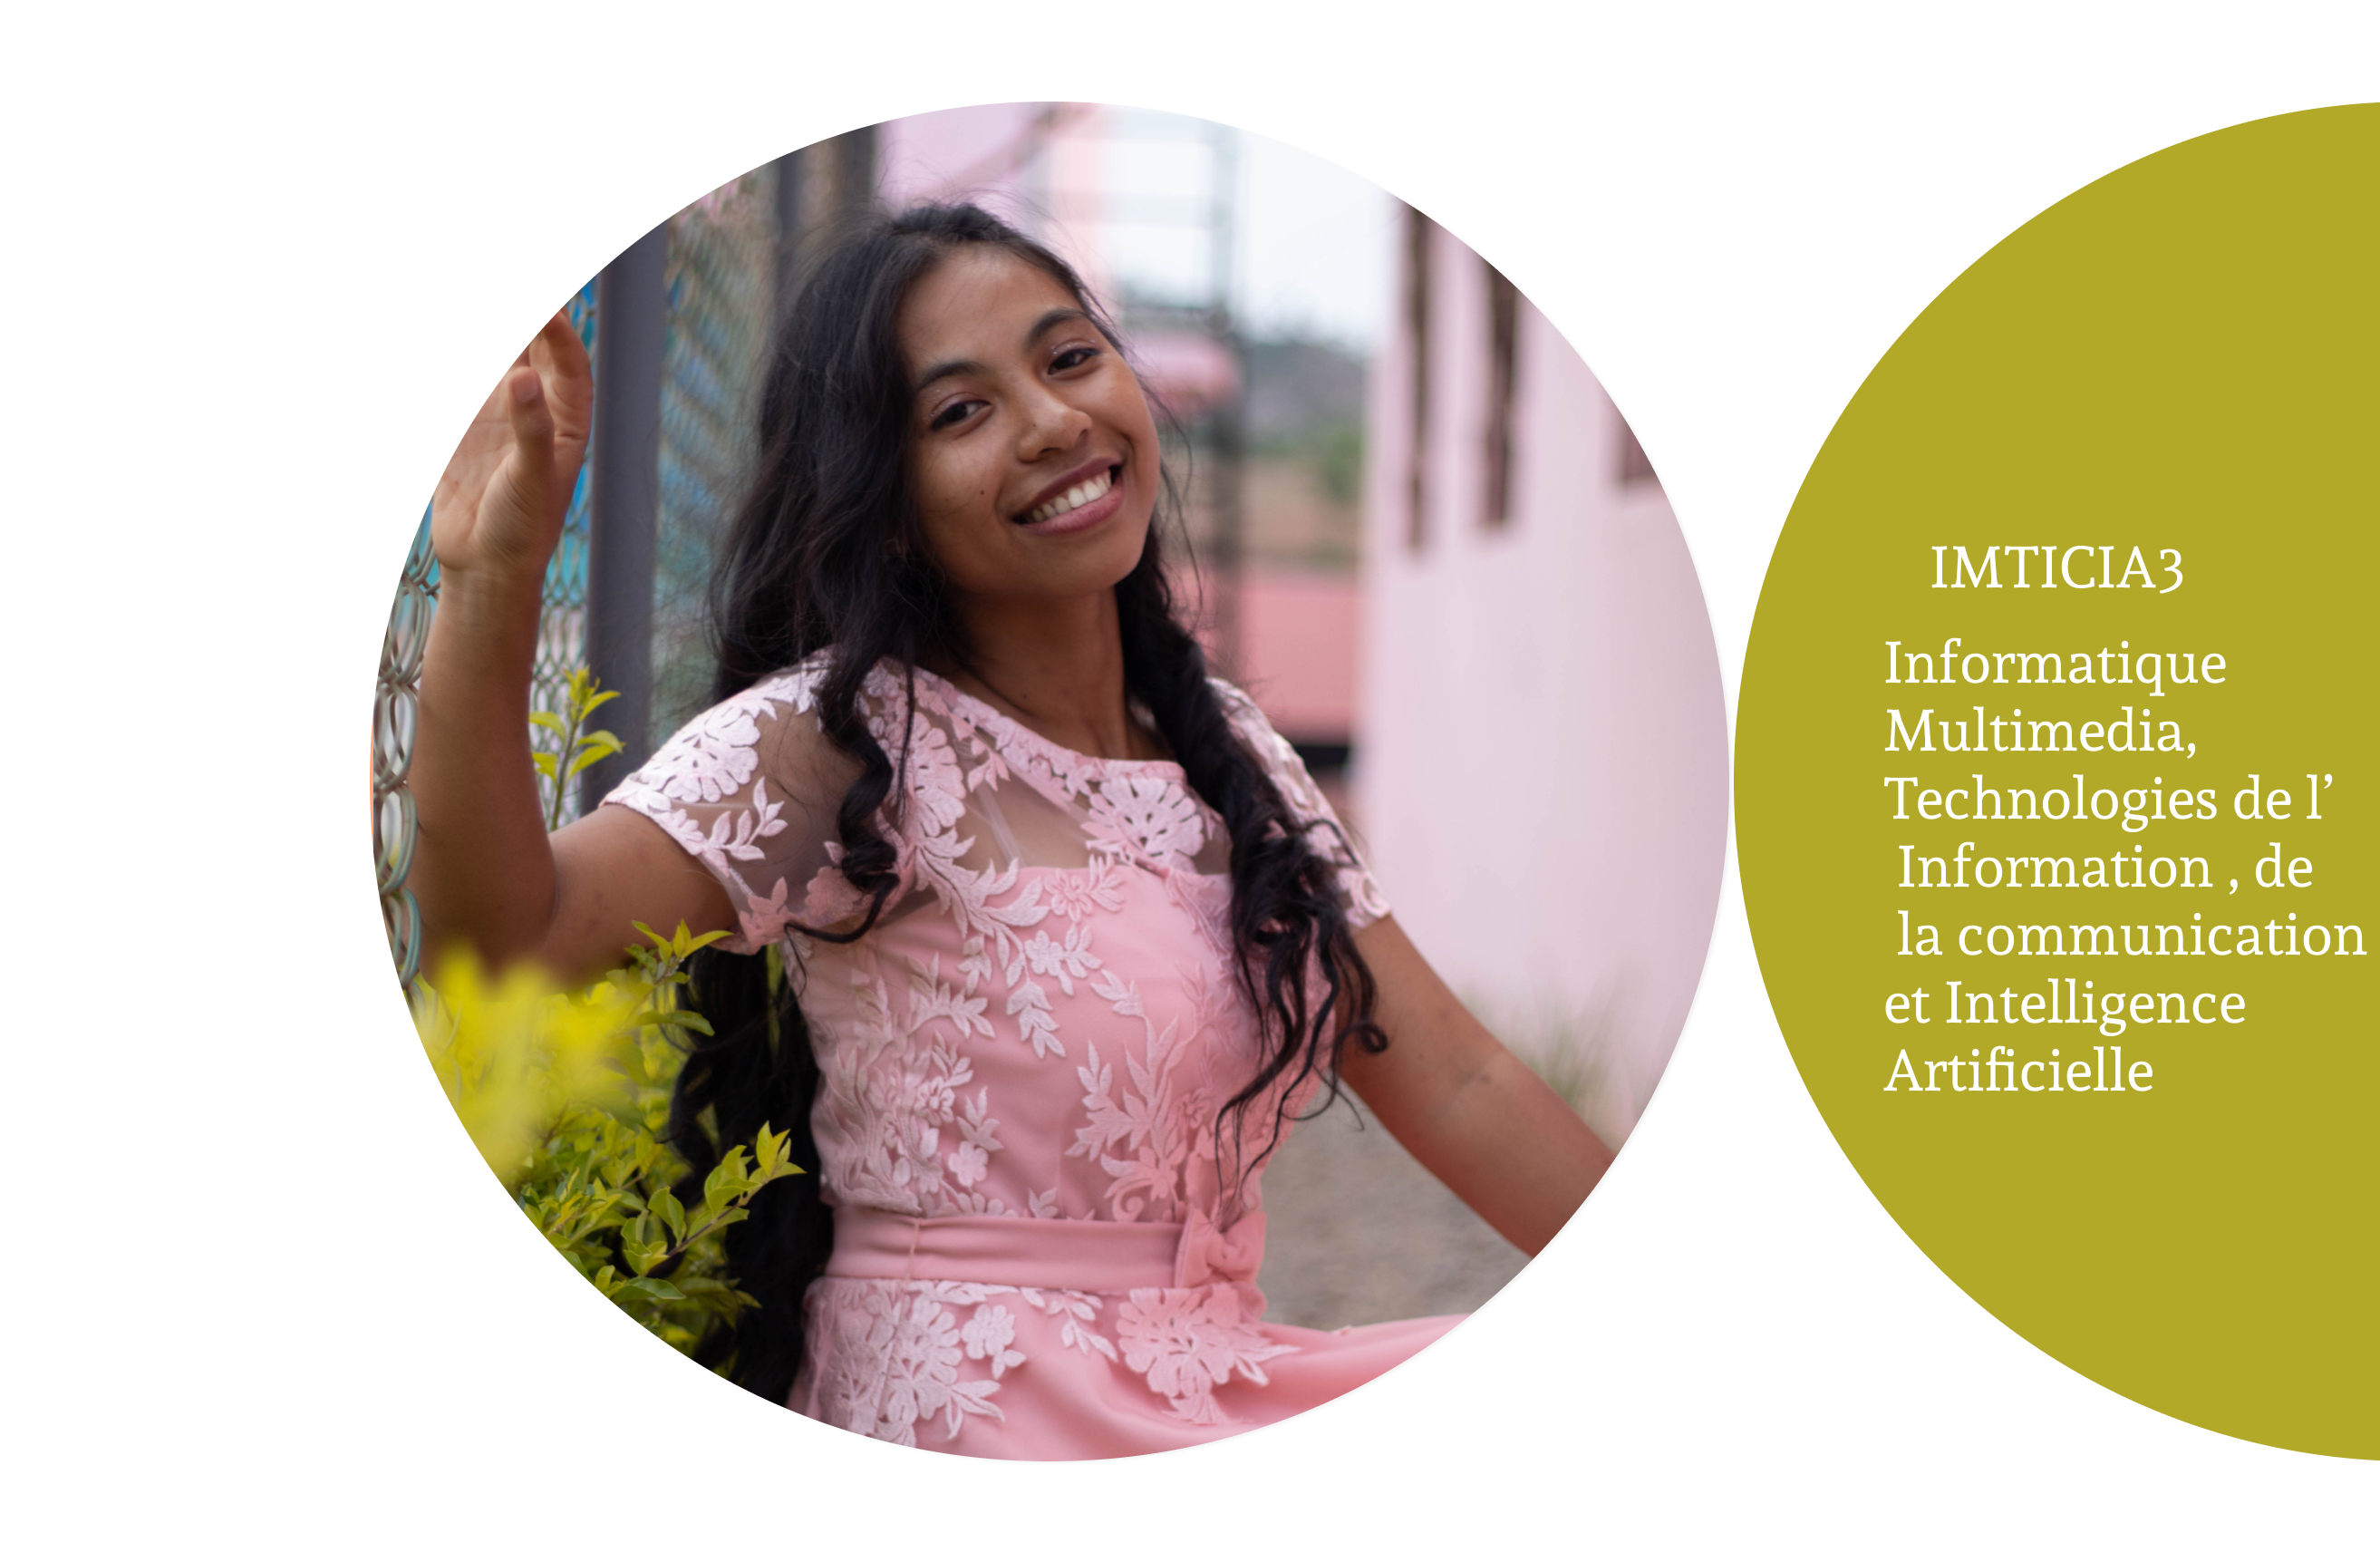 IMTICIA3
Informatique
Multimedia,
Technologies de l’
Information , de
la communication
et Intelligence
Artificielle